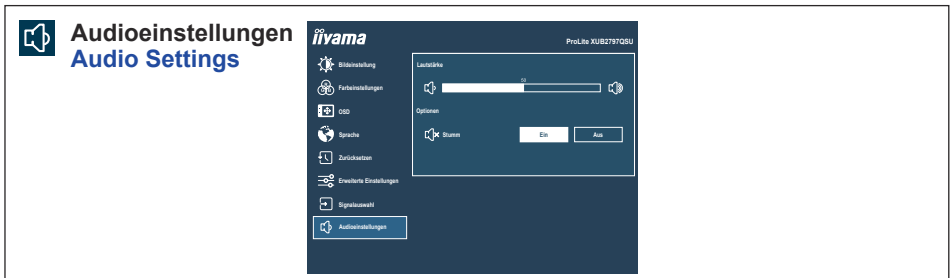 Audioeinstellungen
Audio Settings
iiyama
ProLite XUB2797QSU
Bildeinstellung
Farbeinstellungen
OSD
Sprache
Zurücksetzen
Erweiterte Einstellungen
Signalauswahl
Audioeinstellungen
Lautstärke
50
Optionen
Stumm
Ein
Aus